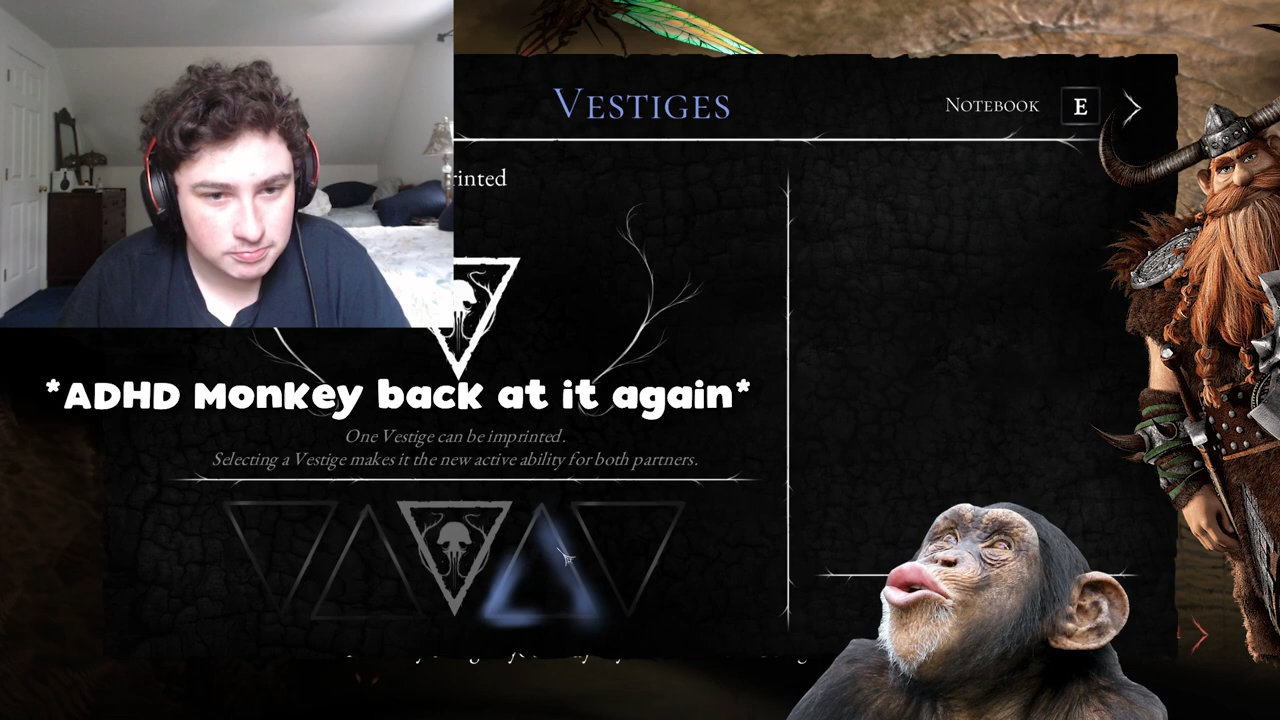 VESTIGES
NOTEBOOK E
rinted
*ADHD Monkey back at it again*
One Vestige can be imprinted.
Selecting a Vestige makes it the new active ability for both partners.